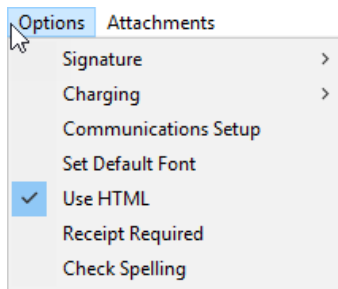 Options Attachments
Signature
Charging
Communications Setup
Set Default Font
Use HTML
Receipt Required
Check Spelling